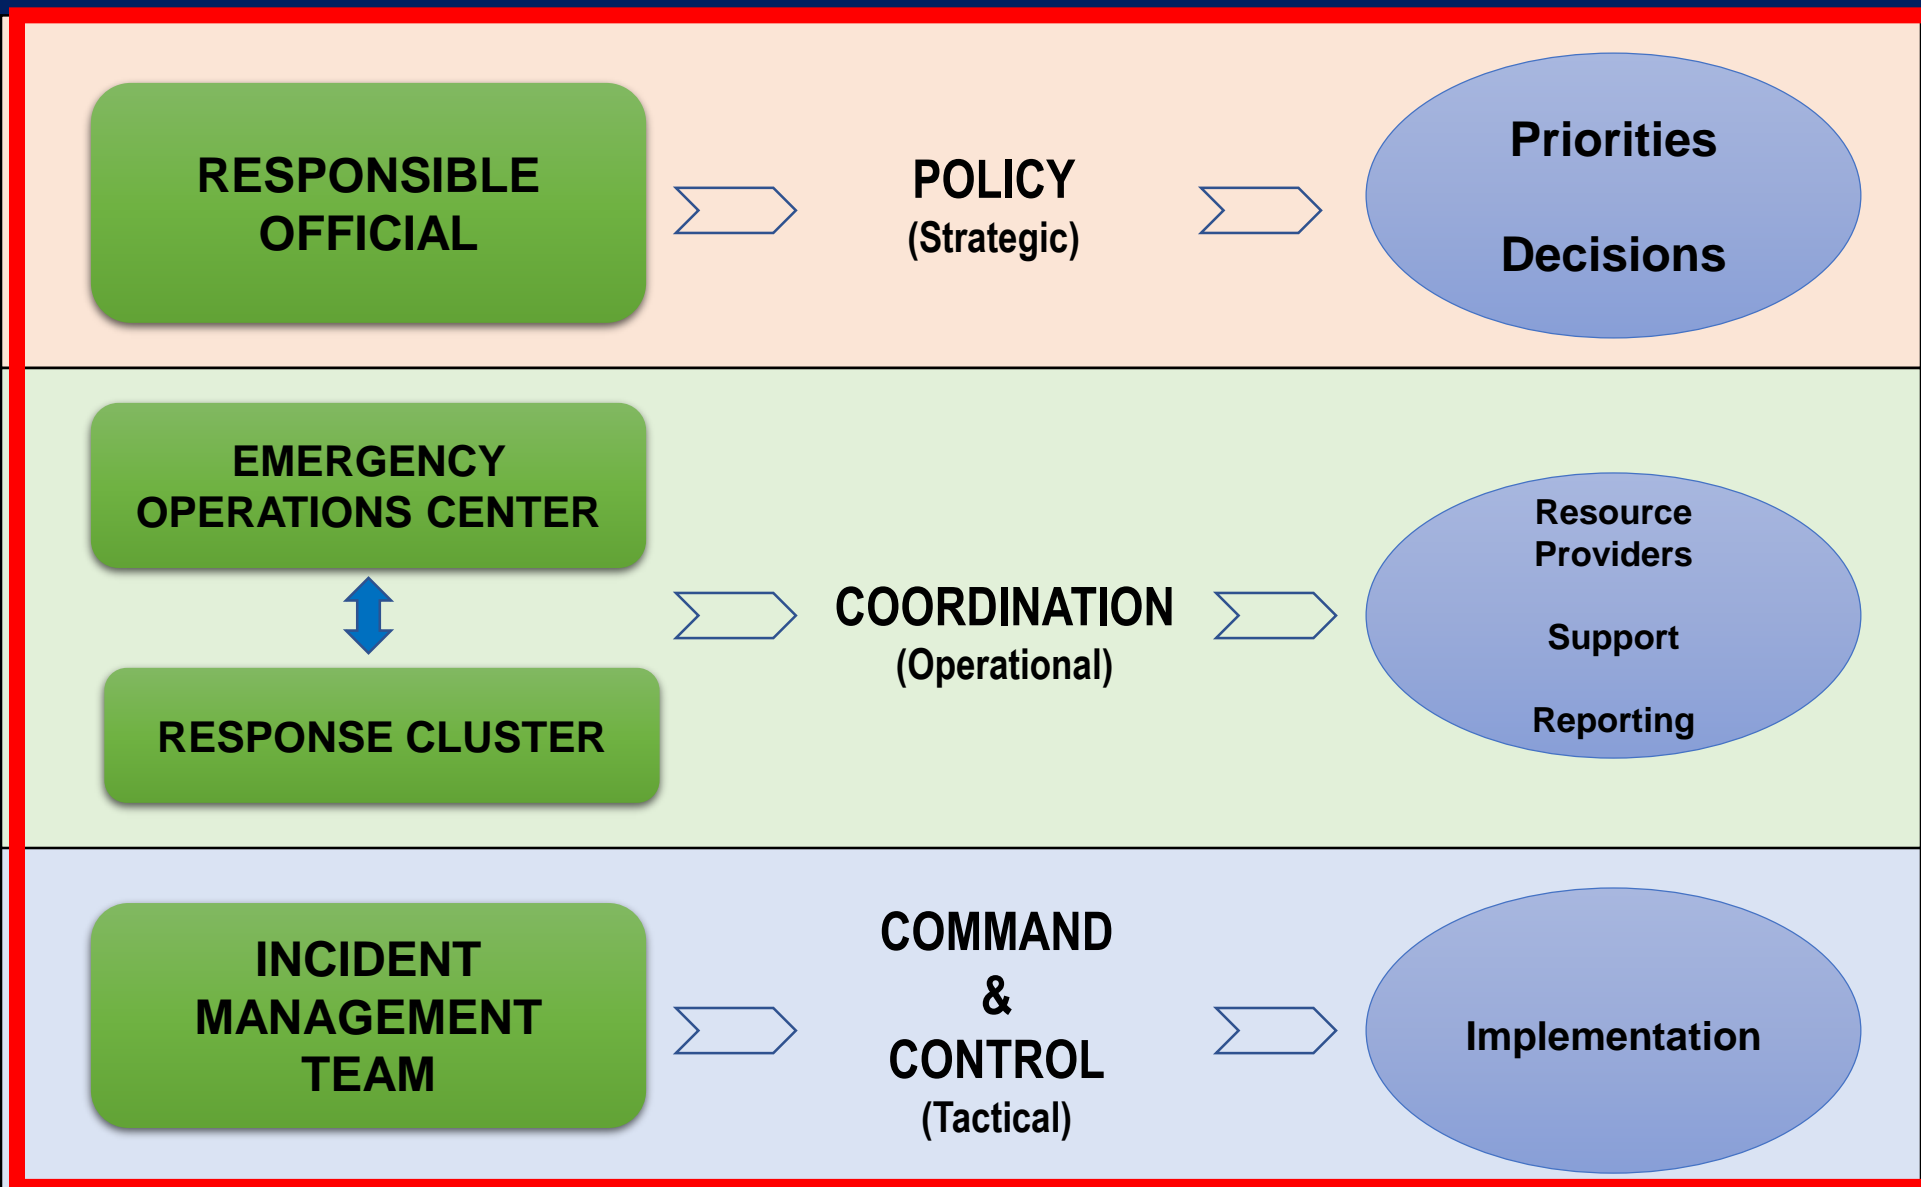 RESPONSIBLE
OFFICIAL
POLICY
(Strategic)
Priorities
Decisions
EMERGENCY
OPERATIONS CENTER
RESPONSE CLUSTER
COORDINATION
(Operational)
Resource
Providers
Support
Reporting
INCIDENT
MANAGEMENT
TEAM
COMMAND
&
CONTROL
(Tactical)
Implementation